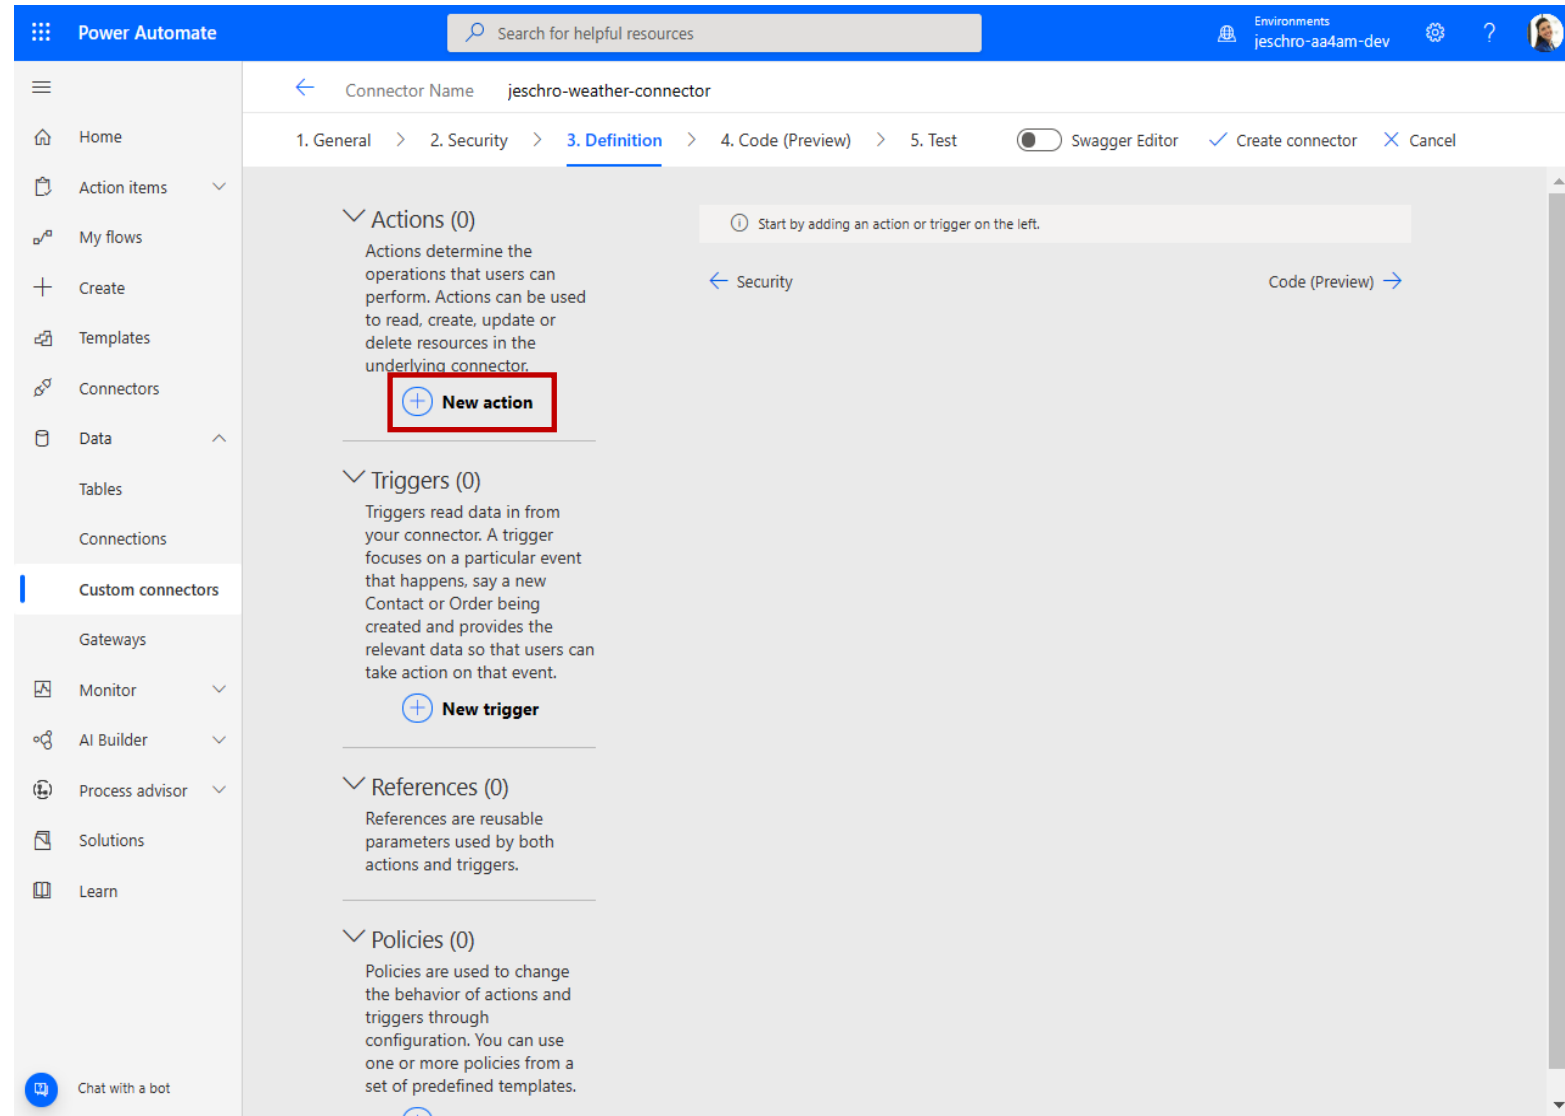 Power Automate
Search for helpful resources
Environments
jeschro-aa4am-dev
?
Connector Name jeschro-weather-connector
1. General > 2. Security > 3. Definition > 4. Code (Preview) > 5. Test Swagger Editor Create connector Cancel
Home
Action items
My flows
Create
Templates
Connectors
Data
Tables
Connections
Custom connectors
Gateways
Monitor
AI Builder
Process advisor
Solutions
Learn
Chat with a bot
Actions (0)
Actions determine the
operations that users can
perform. Actions can be used
to read, create, update or
delete resources in the
underlying connector.
New action
Triggers (0)
Triggers read data in from
your connector. A trigger
focuses on a particular event
that happens, say a new
Contact or Order being
created and provides the
relevant data so that users can
take action on that event.
New trigger
References (0)
References are reusable
parameters used by both
actions and triggers.
Policies (0)
Policies are used to change
the behavior of actions and
triggers through
configuration. You can use
one or more policies from a
set of predefined templates.
Start by adding an action or trigger on the left.
Security
Code (Preview)